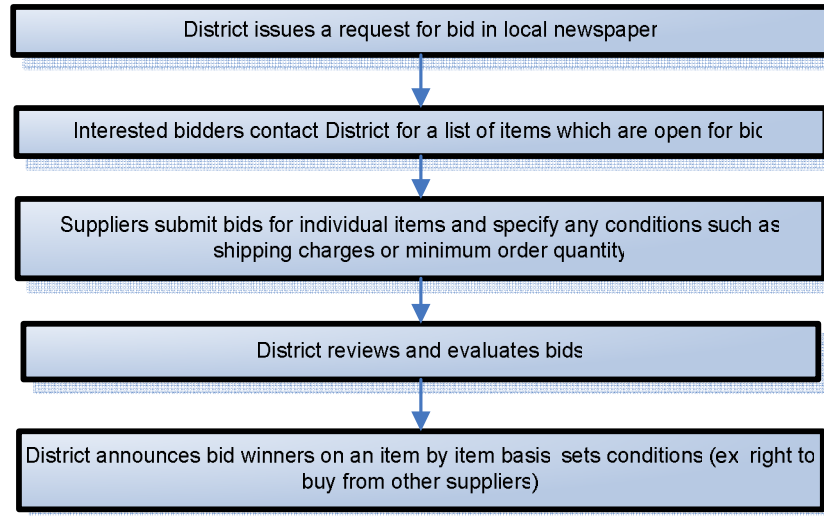 District issues a request for bid in local newspaper
Interested bidders contact District for a list of items which are open for bid
Suppliers submit bids for individual items and specify any conditions such as
shipping charges or minimum order quantity
District reviews and evaluates bids
District announces bid winners on an item by item basis sets conditions (ex right to
buy from other suppliers)